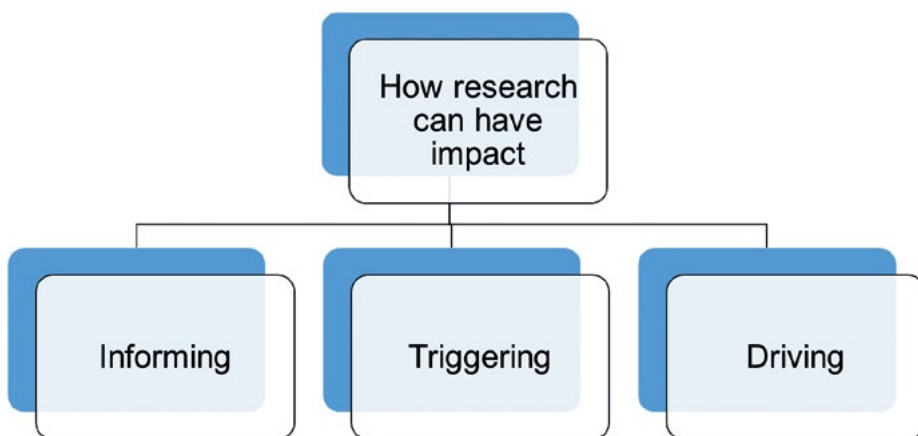 How research
can have
impact
Informing
Triggering
Driving